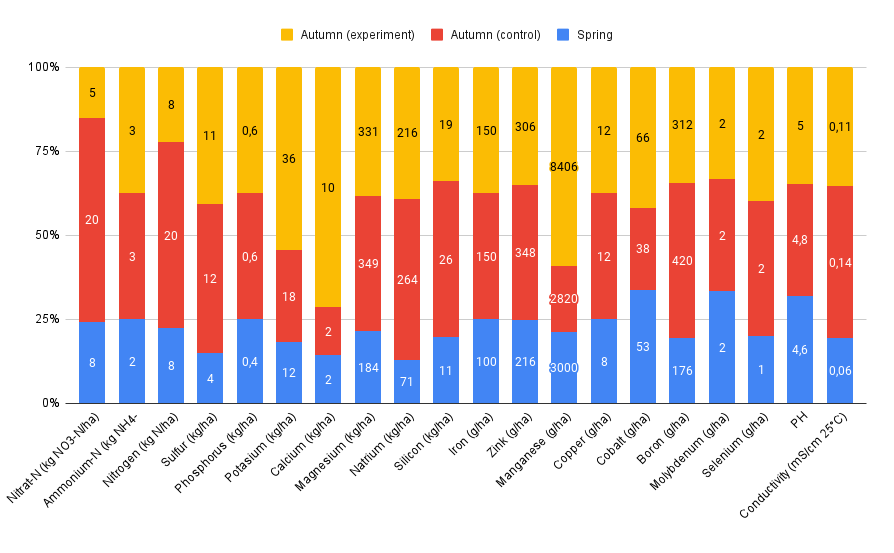 Autumn (experiment) Autumn (control) Spring
100%
75%
50%
25%
0%
5 3 8 11 0,6 36 10 331 216 19 150 306 8406 12 66 312 2 2 5 0,11
20 3 20 12 0,6 18 2 349 264 26 150 348 2820 12 38 420 2 2 4,8 0,14
8 2 8 4 0,4 12 2 184 71 11 100 216 3000 8 53 176 2 1 4,6 0,06
Nitrat-N (kg NO3-N/ha)
Ammonium-N (kg NH4-
Nitrogen (kg N/ha)
Sulfur (kg/ha)
Phosphorus (kg/ha)
Potasium (kg/ha)
Calcium (kg/ha)
Magnesium (kg/ha)
Natrium (kg/ha)
Silicon (kg/ha)
Iron (g/ha)
Zink (g/ha)
Manganese (g/ha)
Copper (g/ha)
Cobalt (g/ha)
Boron (g/ha)
Molybdenum (g/ha)
Selenium (g/ha)
PH
Conductivity (mS/cm 25°C)